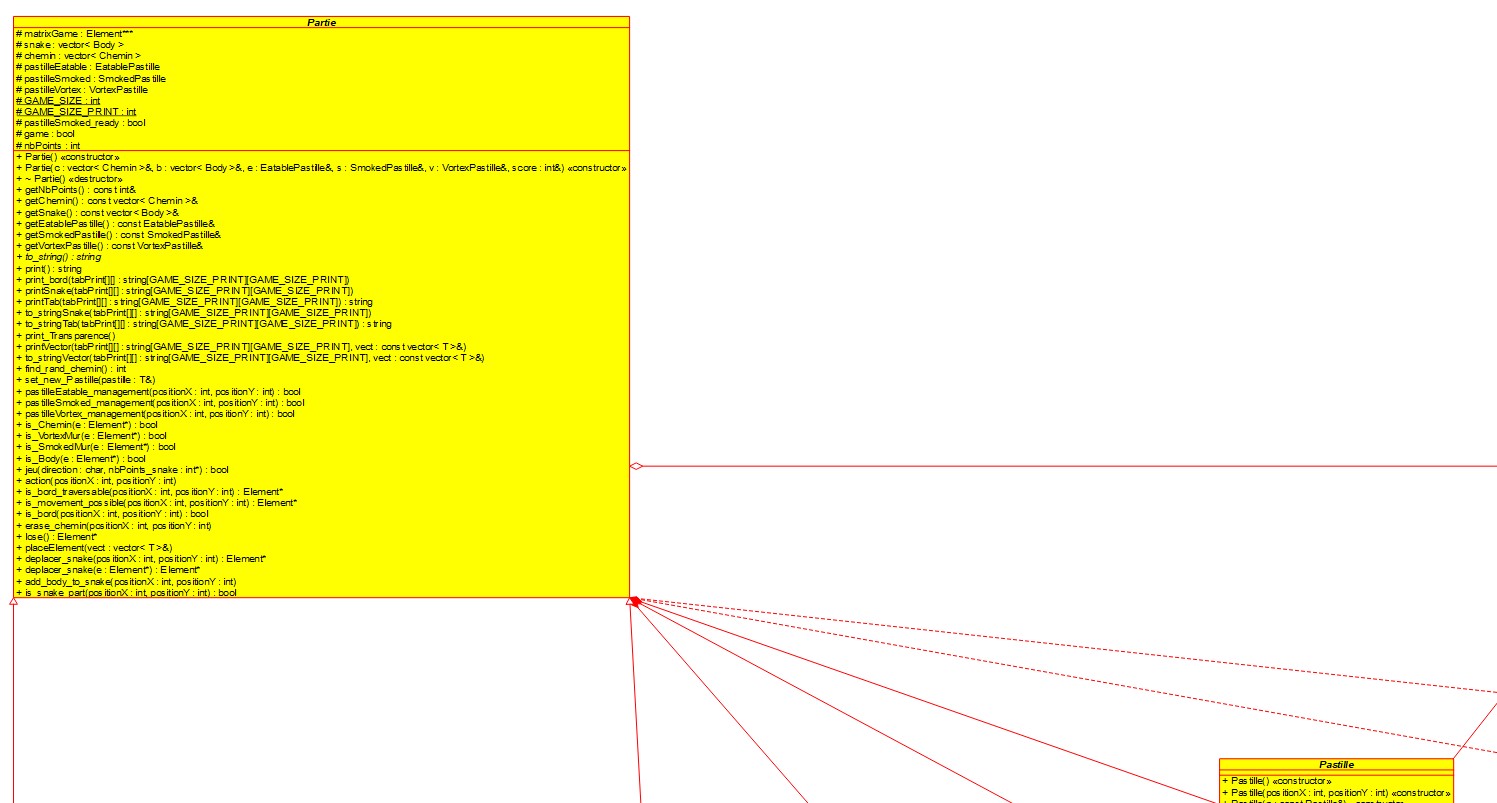 Partie
# matrixGame : Element***
# snake : vector< Body >
# chemin : vector< Chemin >
# pastilleEatable : EatablePastille
# pastilleSmoked : SmokedPastille
# pastilleVortex : VortexPastille
# GAME_SIZE : int
# GAME_SIZE_PRINT : int
# pastilleSmoked_ready : bool
# game : bool
# nbPoints : int
+ Partie() «constructor»
+ Partie(c : vector< Chemin >&, b : vector< Body >&, e : EatablePastille&, s : SmokedPastille&, v : VortexPastille&, score : int&) «constructor»
+ ~ Partie() «destructor»
+ getNbPoints() : const int&
+ getChemin() : const vector< Chemin >&
+ getSnake() : const vector< Body >&
+ getEatablePastille() : const EatablePastille&
+ getSmokedPastille() : const SmokedPastille&
+ getVortexPastille() : const VortexPastille&
+ to_string() : string
+ print() : string
+ print_bord(tabPrint[][] : string[GAME_SIZE_PRINT][GAME_SIZE_PRINT])
+ printSnake(tabPrint[][] : string[GAME_SIZE_PRINT][GAME_SIZE_PRINT])
+ printTab(tabPrint[][] : string[GAME_SIZE_PRINT][GAME_SIZE_PRINT]) : string
+ to_stringSnake(tabPrint[][] : string[GAME_SIZE_PRINT][GAME_SIZE_PRINT])
+ to_stringTab(tabPrint[][] : string[GAME_SIZE_PRINT][GAME_SIZE_PRINT]) : string
+ print_Transparence()
+ printVector(tabPrint[][] : string[GAME_SIZE_PRINT][GAME_SIZE_PRINT], vect : const vector< T >&)
+ to_stringVector(tabPrint[][] : string[GAME_SIZE_PRINT][GAME_SIZE_PRINT], vect : const vector< T >&)
+ find_rand_chemin() : int
+ set_new_Pastille(pastille : T&)
+ pastilleEatable_management(positionX : int, positionY : int) : bool
+ pastilleSmoked_management(positionX : int, positionY : int) : bool
+ pastilleVortex_management(positionX : int, positionY : int) : bool
+ is_Chemin(e : Element*) : bool
+ is_VortexMur(e : Element*) : bool
+ is_SmokedMur(e : Element*) : bool
+ is_Body(e : Element*) : bool
+ jeu(direction : char, nbPoints_snake : int*) : bool
+ action(positionX : int, positionY : int)
+ is_bord_traversable(positionX : int, positionY : int) : Element*
+ is_movement_possible(positionX : int, positionY : int) : Element*
+ is_bord(positionX : int, positionY : int) : bool
+ erase_chemin(positionX : int, positionY : int)
+ lose() : Element*
+ placeElement(vect : vector< T >&)
+ deplacer_snake(positionX : int, positionY : int) : Element*
+ deplacer_snake(e : Element*) : Element*
+ add_body_to_snake(positionX : int, positionY : int)
+ is_snake_part(positionX : int, positionY : int) : bool
Pastille
+ Pastille() «constructor»
+ Pastille(positionX : int, positionY : int) «constructor»